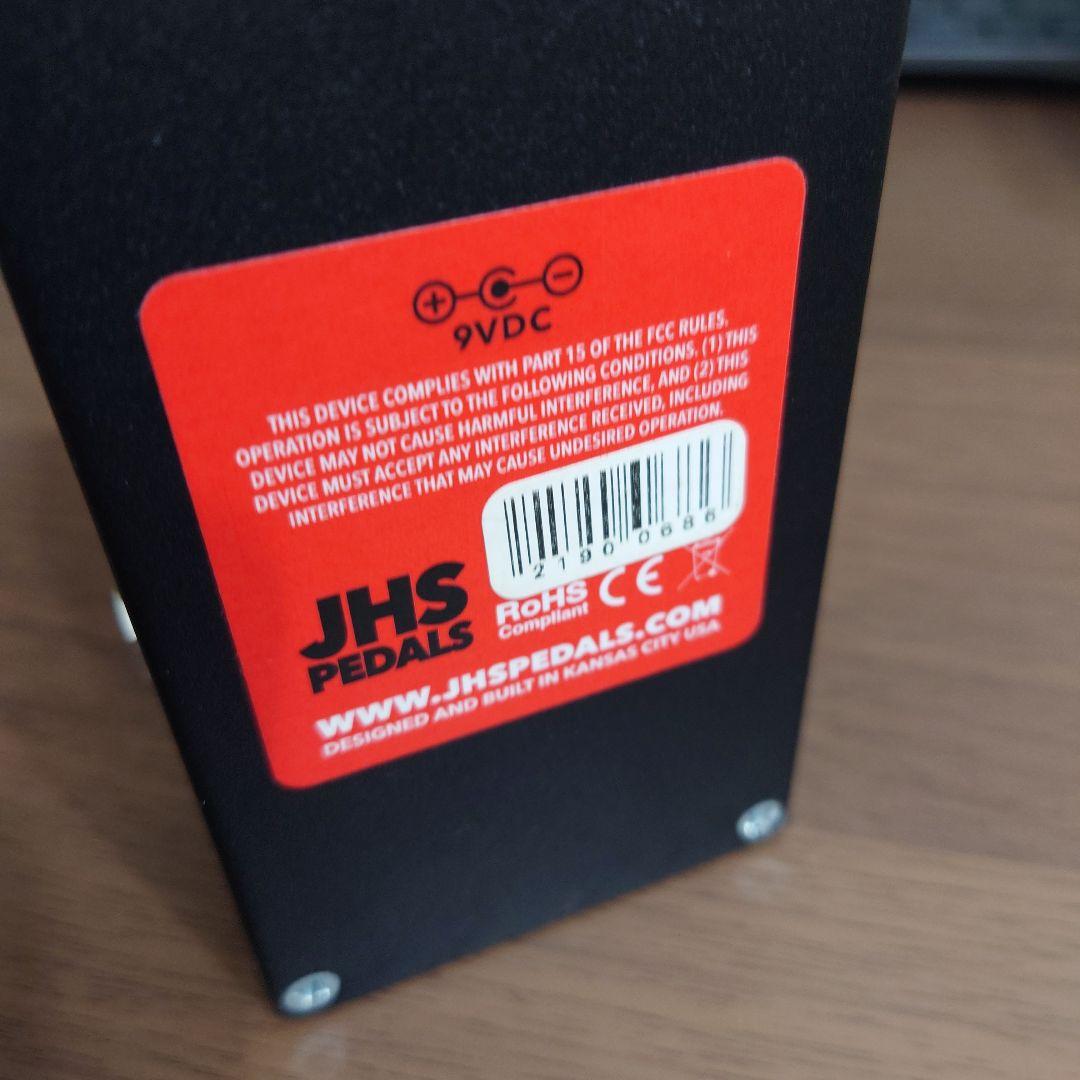 9VDC
THIS DEVICE COMPLIES WITH PART 15 OF THE FCC RULES.
OPERATION IS SUBJECT TO THE FOLLOWING CONDITIONS. (1) THIS
DEVICE MAY NOT CAUSE HARMFUL INTERFERENCE, AND (2) THIS
DEVICE MUST ACCEPT ANY INTERFERENCE RECEIVED, INCLUDING
INTERFERENCE THAT MAY CAUSE UNDESIRED OPERATION.
21900686
JHS
PEDALS
RoHS
Compliant
CE
WWW.JHSPEDALS.COM
DESIGNED AND BUILT IN KANSAS CITY USA